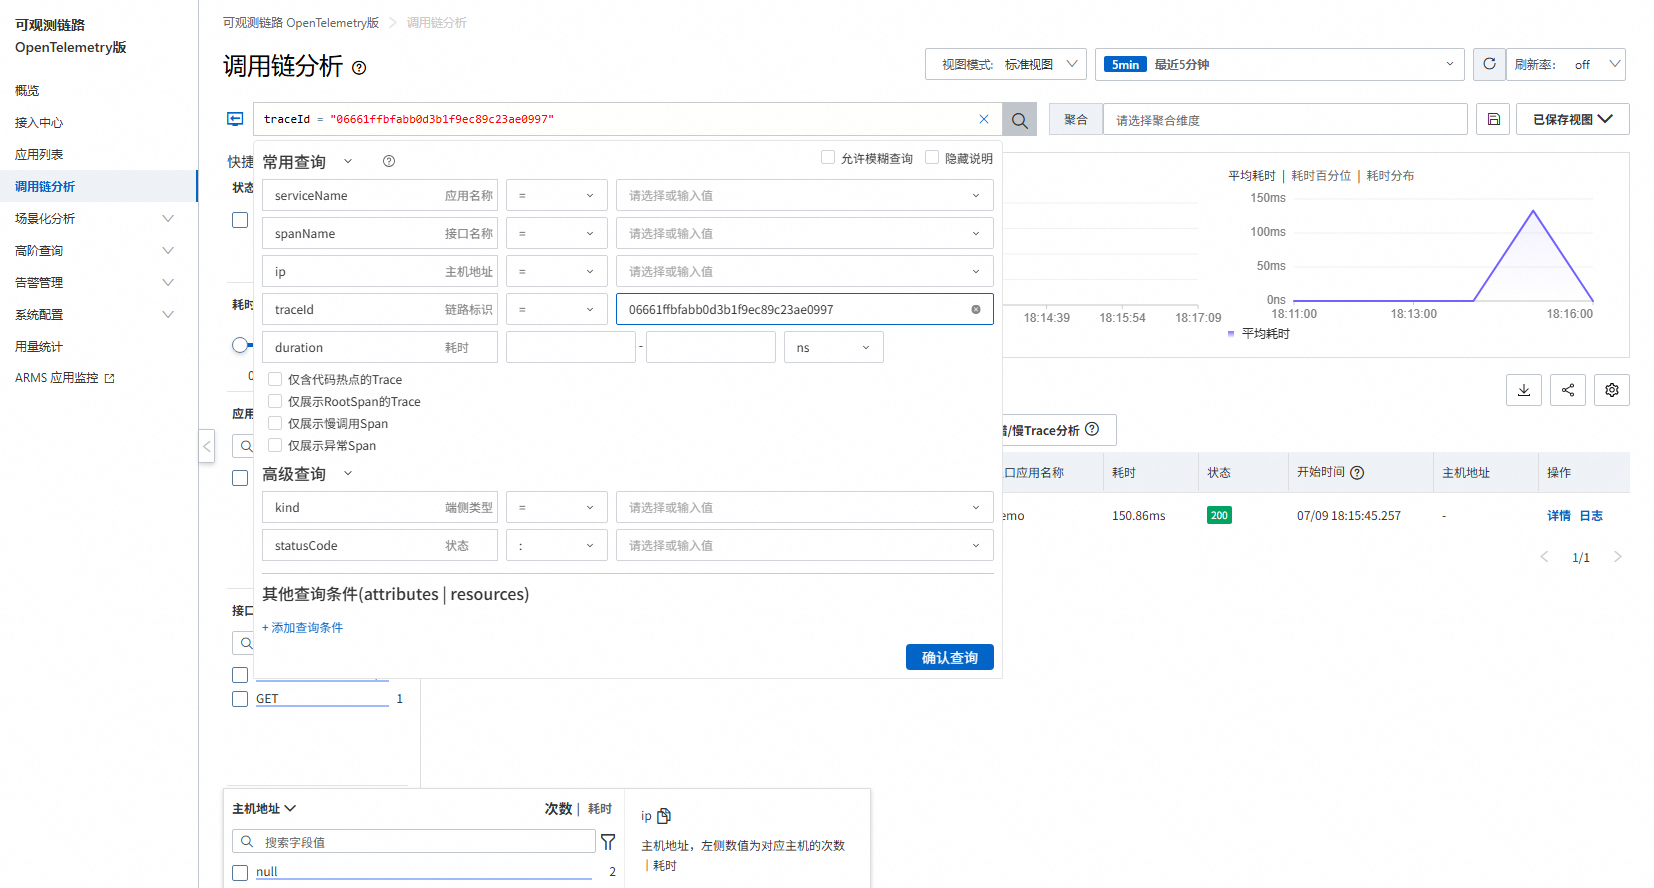 可观测链路
OpenTelemetry版
概览
接入中心
应用列表
调用链分析
场景化分析
高阶查询
告警管理
系统配置
用量统计
ARMS 应用监控
可观测链路 OpenTelemetry版
调用链分析
调用链分析
视图模式: 标准视图
5min 最近5分钟
刷新率: off
traceId = "06661ffbfabb0d3b1f9ec89c23ae0997"
聚合 请选择聚合维度
已保存视图
快捷
状态
耗时
0
应用
接口
GET 1
常用查询
允许模糊查询 隐藏说明
serviceName 应用名称 = 请选择或输入值
spanName 接口名称 = 请选择或输入值
ip 主机地址 = 请选择或输入值
traceId 链路标识 = 06661ffbfabb0d3b1f9ec89c23ae0997
duration 耗时 - ns
仅含代码热点的Trace
仅展示RootSpan的Trace
仅展示慢调用Span
仅展示异常Span
高级查询
kind 端侧类型 = 请选择或输入值
statusCode 状态 : 请选择或输入值
其他查询条件(attributes | resources)
+ 添加查询条件
确认查询
18:14:39 18:15:54 18:17:09
平均耗时 | 耗时百分位 | 耗时分布
150ms
100ms
50ms
0ns
18:11:00 18:13:00 18:16:00
平均耗时
/慢Trace分析
口应用名称 耗时 状态 开始时间 主机地址 操作
emo 150.86ms 200 07/09 18:15:45.257 - 详情 日志
1/1
主机地址 次数 | 耗时
搜索字段值
null 2
ip
主机地址，左侧数值为对应主机的次数
| 耗时